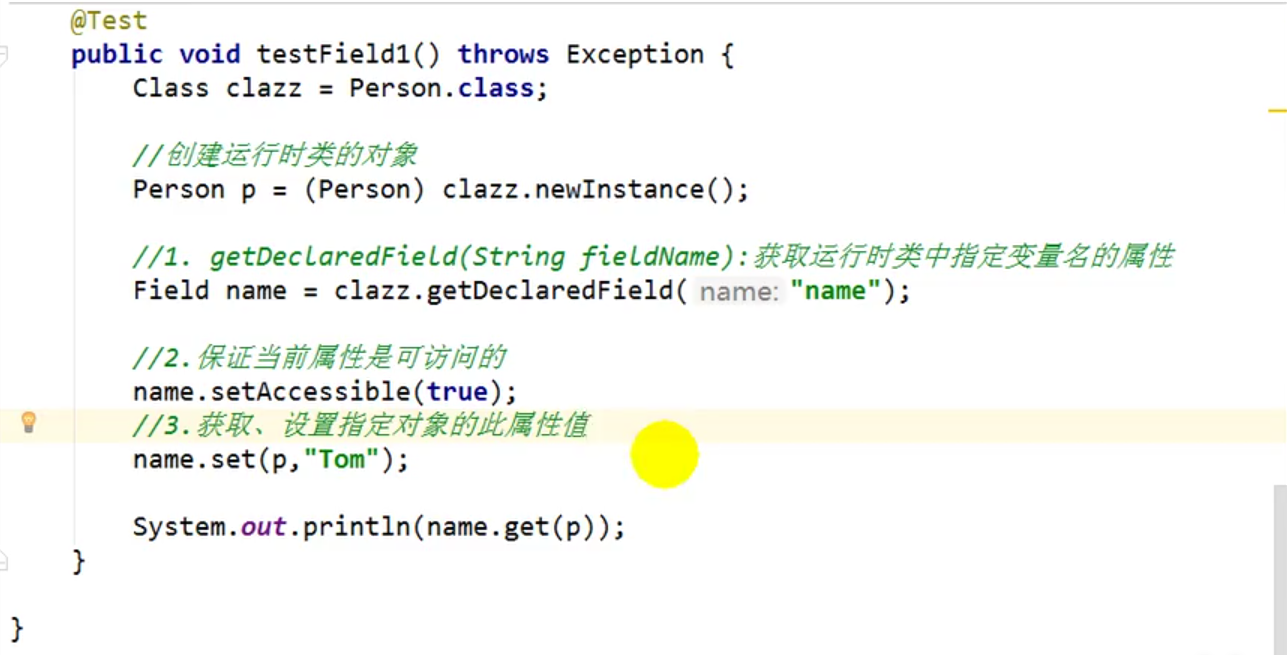 @Test
public void testField1() throws Exception {
Class clazz = Person.class;
//创建运行时类的对象
Person p = (Person) clazz.newInstance();
//1. getDeclaredField(String fieldName):获取运行时类中指定变量名的属性
Field name = clazz.getDeclaredField( name: "name");
//2.保证当前属性是可访问的
name.setAccessible(true);
//3.获取、设置指定对象的此属性值
name.set(p,"Tom");
System.out.println(name.get(p));
}
}